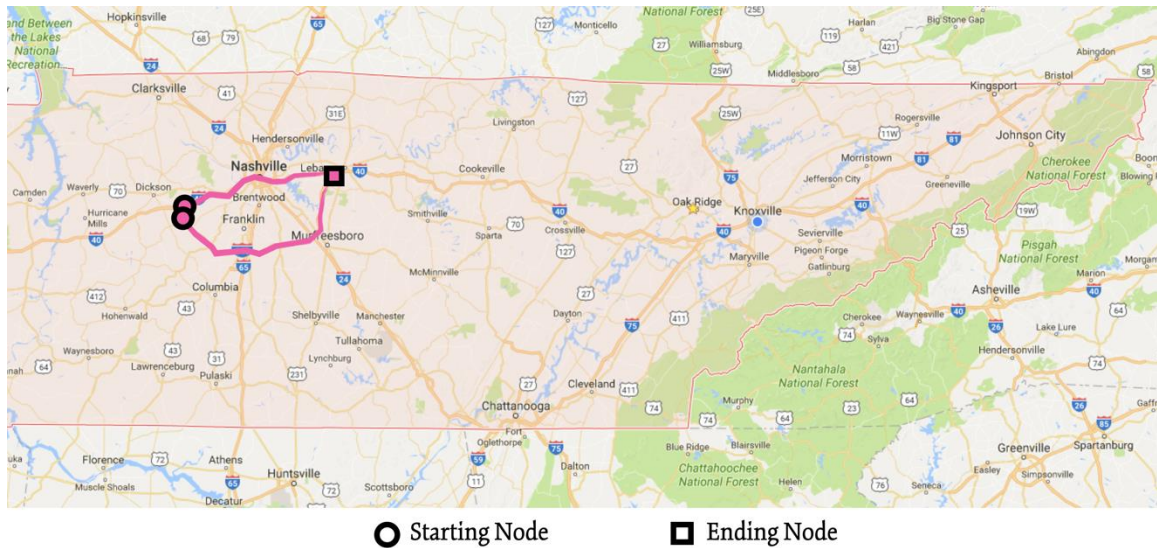 Hopkinsville
and Between
the Lakes
National
Recreation
National Forest
Monticello
Williamsburg
Harlan
Big Stone Gap
Middlesboro
Abingdon
Bristol
Kingsport
Clarksville
Hendersonville
Livingston
Rogersville
Johnson City
Cherokee
National Forest
Nashville
Leba
Cookeville
Morristown
Jefferson City
Greeneville
Camden
Waverly
Dickson
Brentwood
Oak Ridge
Knoxville
Hurricane
Mills
Franklin
Smithville
Sparta
Crossville
Murfreesboro
Sevierville
Pigeon Forge
Gatlinburg
Maryville
Pisgah
National Forest
Marion
Morgan
McMinnville
Columbia
Hohenwald
Shelbyville
Manchester
Dayton
Cherokee
Waynesville
Asheville
Sylva
Lake Lure
Hendersonville
Waynesboro
Lawrenceburg
Pulaski
Tullahoma
Lynchburg
Cleveland
Nantahala
National Forest
Chattanooga
Murphy
Fort
Oglethorpe
Blue Ridge
Blairsville
Greenville
Spartanburg
Gaff
Florence
Athens
Huntsville
Muscle Shoals
Decatur
Scottsboro
Dalton
Chattahoochee
National Forest
Helen
Easley
Simpsonville
Seneca
Starting Node
Ending Node